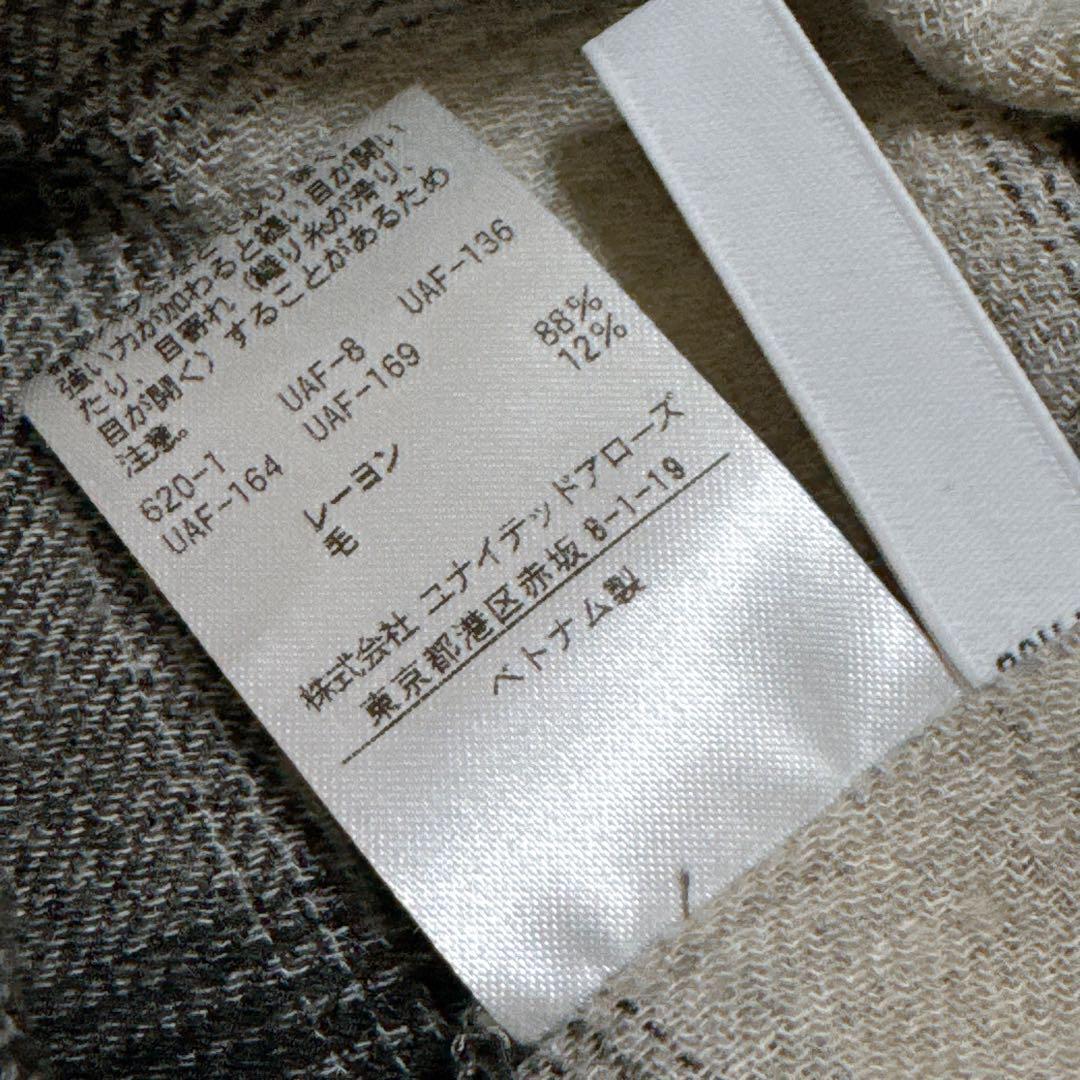 強い力が加わると縫い目が開い
たり、目寄れ（織り糸が滑り、
目が開く）することがあるため
注意。
620-1 UAF-8 UAF-136
UAF-164 UAF-169
レーヨン 88%
毛 12%
株式会社 ユナイテッドアローズ
東京都港区赤坂 8-1-19
ベトナム製